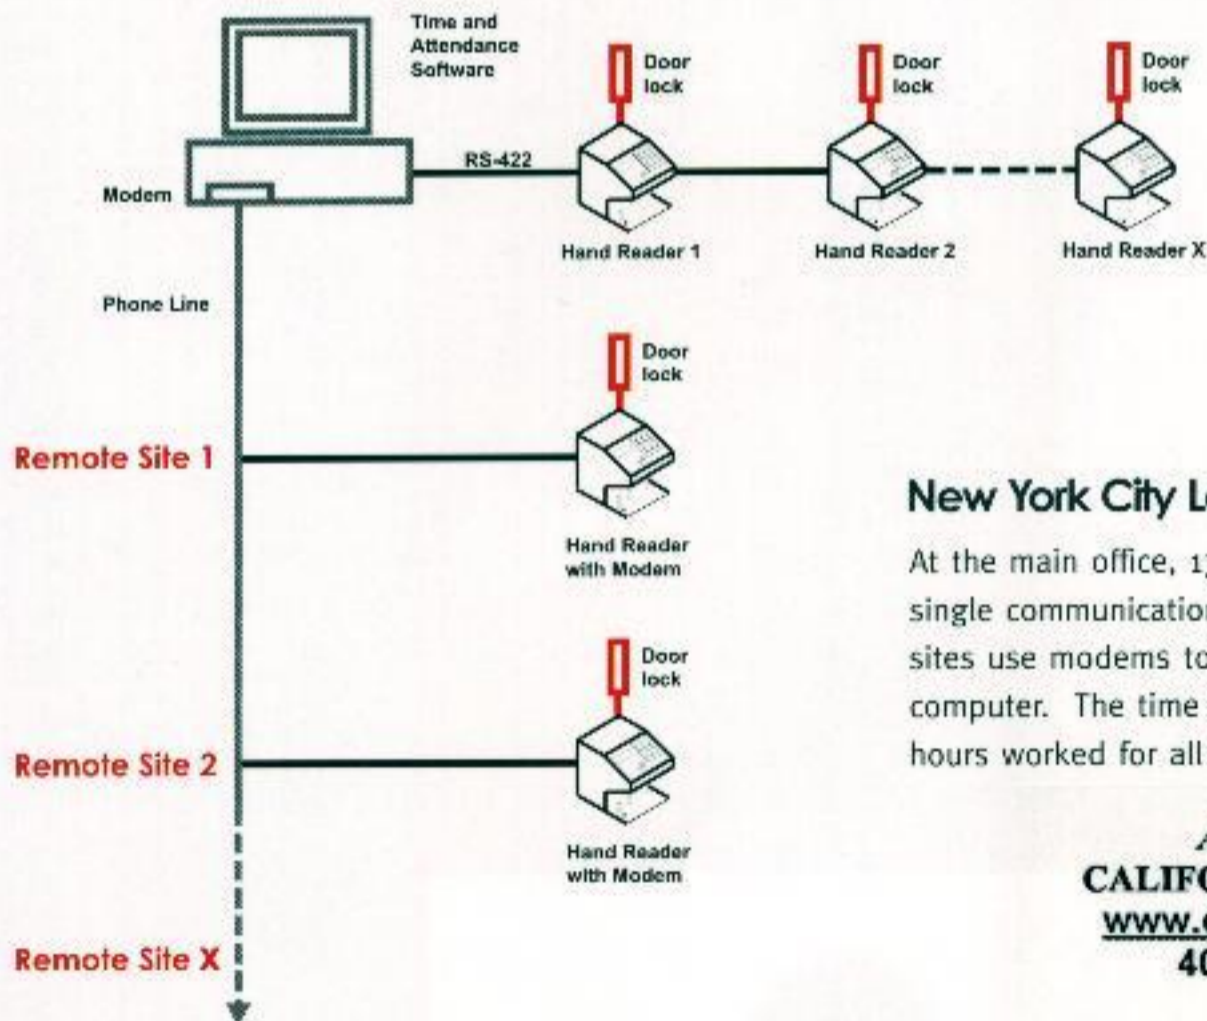 Time and
Attendance
Software
Door
lock
Door
lock
Door
lock
RS-422
Modem
Hand Reader 1
Hand Reader 2
Hand Reader X
Phone Line
Door
lock
Remote Site 1
Hand Reader
with Modem
New York City
At the main office,
single communication
sites use modems to
computer. The time
hours worked for all
Door
lock
Remote Site 2
Hand Reader
with Modem
www.
40
Remote Site X